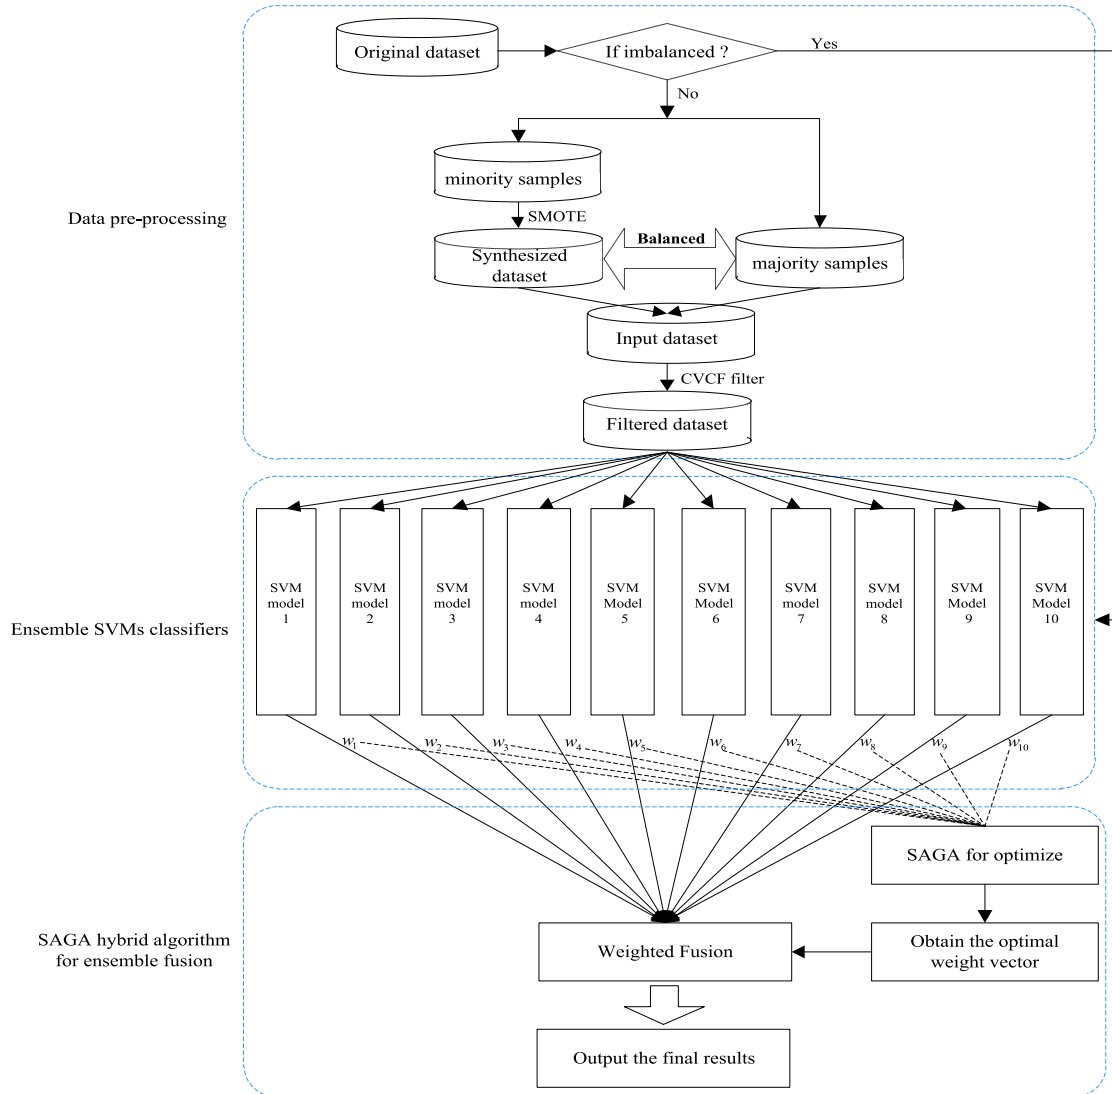 Original dataset
If imbalanced ?
Yes
No
minority samples
SMOTE
Data pre-processing
Synthesized
dataset
Balanced
majority samples
Input dataset
CVCF filter
Filtered dataset
Ensemble SVMs classifiers
SVM
model
1
SVM
model
2
SVM
model
3
SVM
model
4
SVM
Model
5
SVM
Model
6
SVM
model
7
SVM
model
8
SVM
Model
9
SVM
Model
10
w1
w2
w3
w4
w5
w6
w7
w8
w9
w10
SAGA for optimize
SAGA hybrid algorithm
for ensemble fusion
Weighted Fusion
Obtain the optimal
weight vector
Output the final results